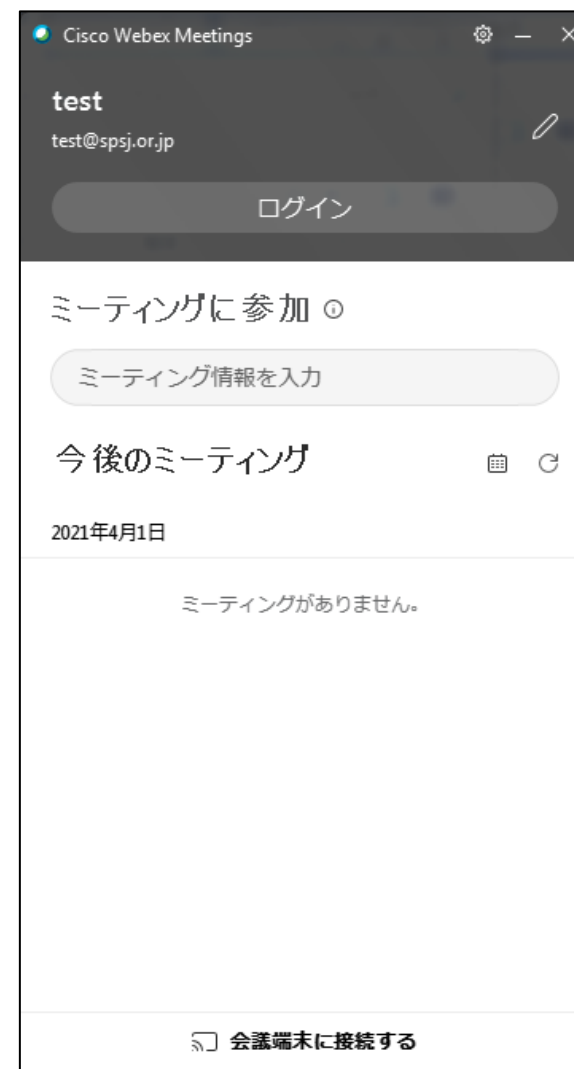 Cisco Webex Meetings
test
test@spsj.or.jp
ログイン
ミーティングに参加
ミーティング情報を入力
今後のミーティング
2021年4月1日
ミーティングがありません。
会議端末に接続する